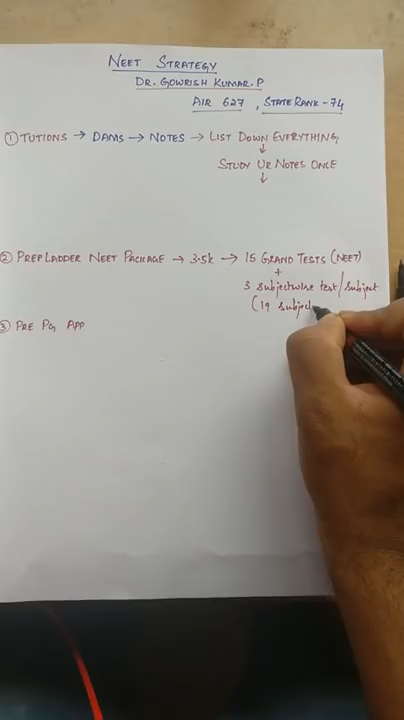 NEET STRATEGY
DR. GOWRISH KUMAR.P
AIR 627, STATE RANK - 74
① TUTIONS → DAMS → NOTES → LIST DOWN EVERYTHING
↓
STUDY UR NOTES ONCE
↓
② PREPLADDER NEET PACKAGE → 3.5k → 15 GRAND TESTS (NEET)
+
3 subjectwise test/subject
(19 subject
③ PRE PG APP